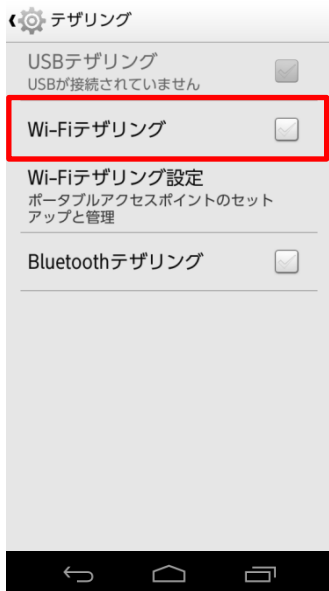 テザリング
USBテザリング
USBが接続されていません
Wi-Fiテザリング
Wi-Fiテザリング設定
ポータブルアクセスポイントのセット
アップと管理
Bluetoothテザリング